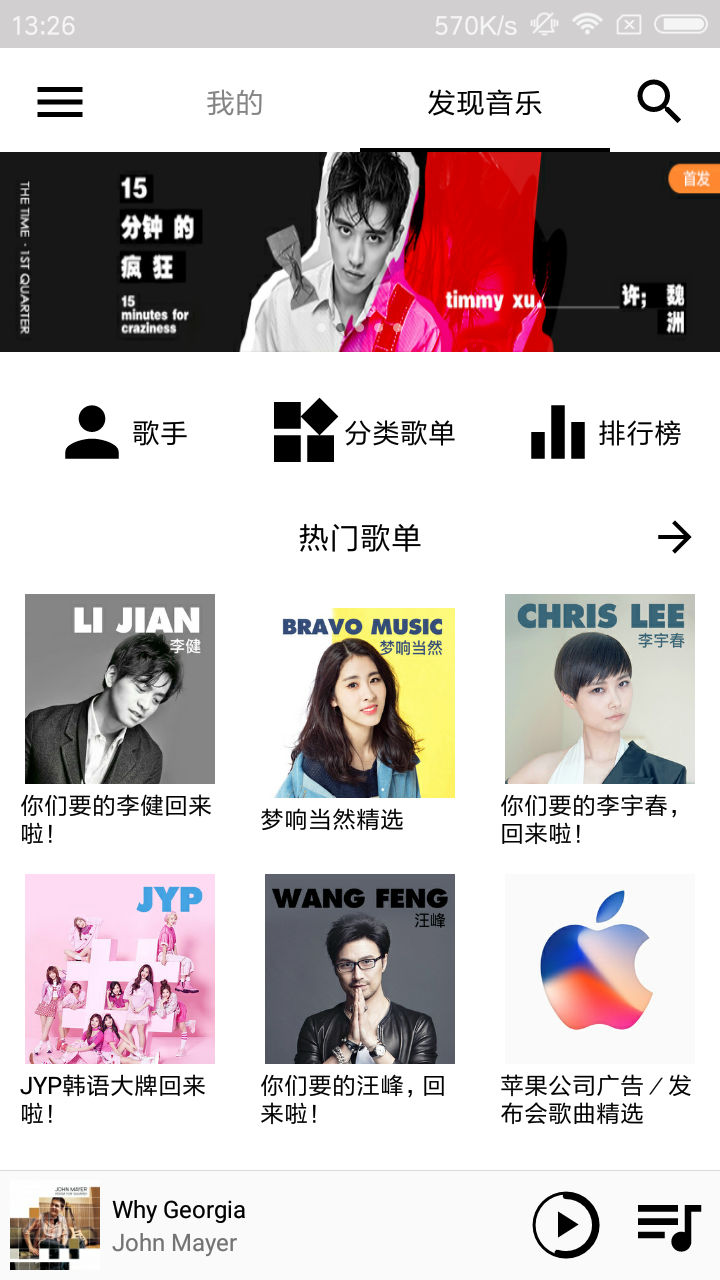 13:26
570K/s
我的
发现音乐
THE TIME · 1ST QUARTER
15
分钟 的
疯 狂
15
minutes for
craziness
timmy xu.
许；魏
洲
首发
歌手
分类歌单
排行榜
热门歌单
LI JIAN
李健
BRAVO MUSIC
梦响当然
CHRIS LEE
李宇春
你们要的李健回来
啦！
梦响当然精选
你们要的李宇春，
回来啦！
JYP
WANG FENG
汪峰
JYP韩语大牌回来
啦！
你们要的汪峰，回
来啦！
苹果公司广告／发
布会歌曲精选
JOHN MAYER
Why Georgia
John Mayer